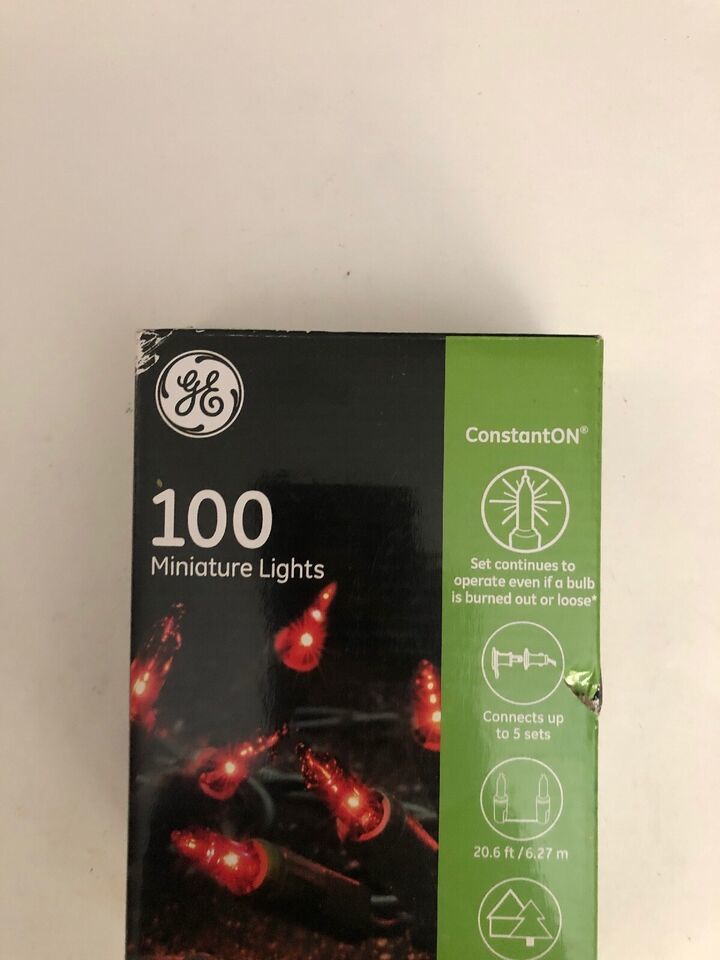 GE
100
Miniature Lights
ConstantON®
Set continues to
operate even if a bulb
is burned out or loose*
Connects up
to 5 sets
20.6 ft / 6.27 m